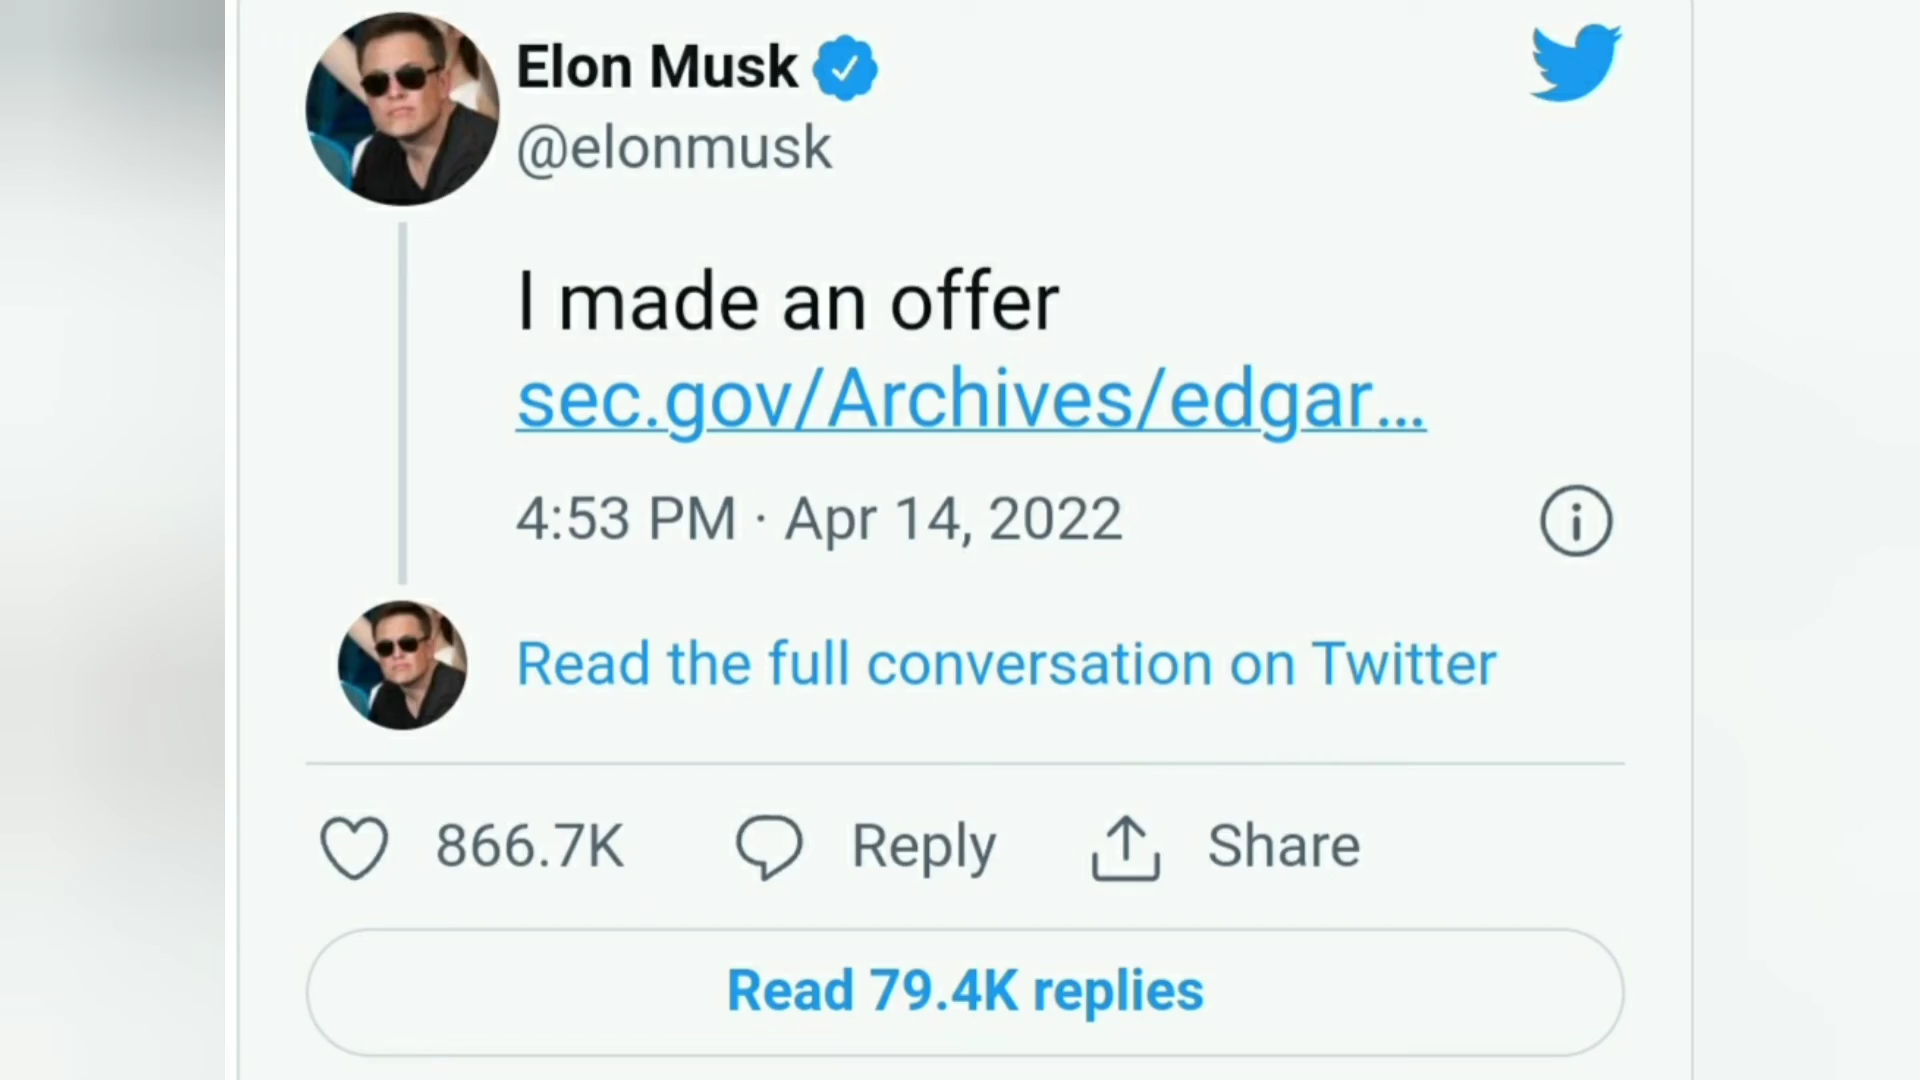 Elon Musk
@elonmusk
I made an offer
sec.gov/Archives/edgar...
4:53 PM · Apr 14, 2022
Read the full conversation on Twitter
866.7K Reply Share
Read 79.4K replies